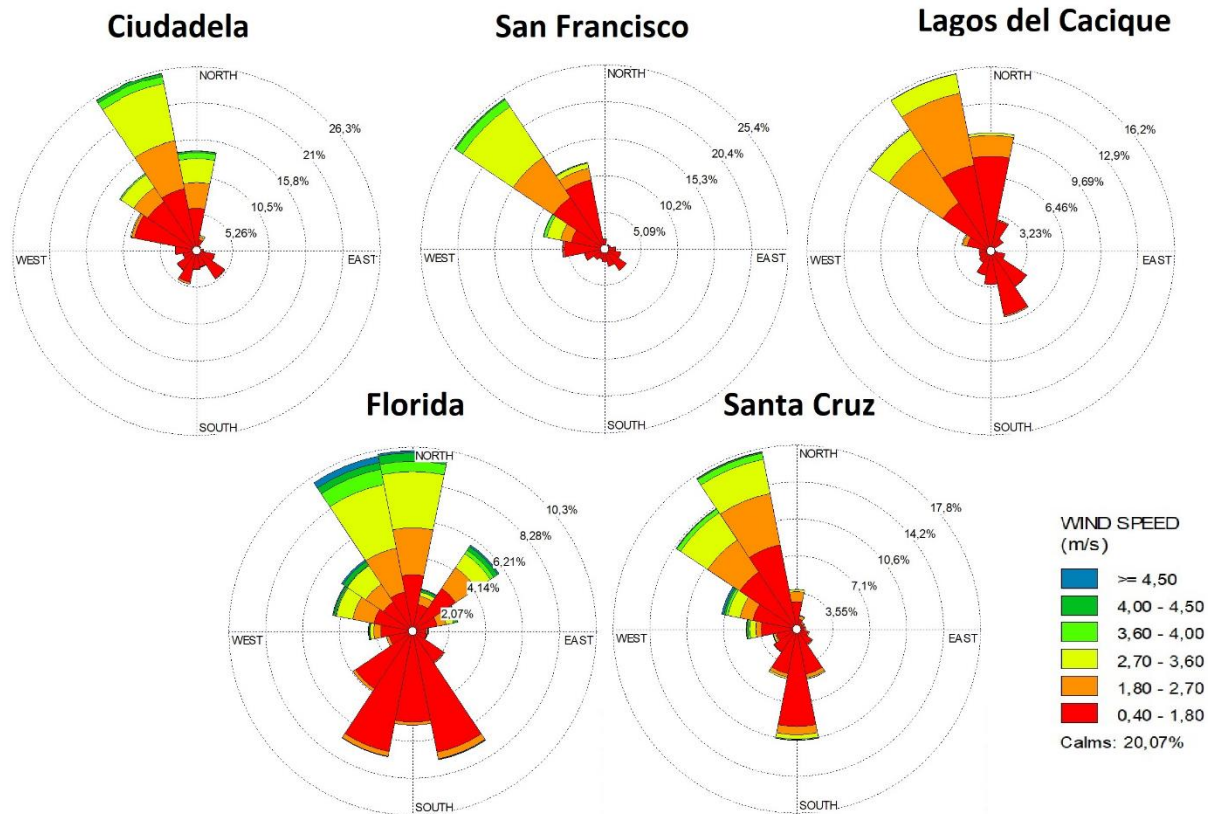 Ciudadela
NORTH
26,3%
21%
15,8%
10,5%
5,26%
WEST
EAST
SOUTH
San Francisco
NORTH
25,4%
20,4%
15,3%
10,2%
5,09%
WEST
EAST
SOUTH
Lagos del Cacique
NORTH
16,2%
12,9%
9,69%
6,46%
3,23%
WEST
EAST
SOUTH
Florida
NORTH
10,3%
8,28%
6,21%
4,14%
2,07%
WEST
EAST
SOUTH
Santa Cruz
NORTH
17,8%
14,2%
10,6%
7,1%
3,55%
WEST
EAST
SOUTH
WIND SPEED
(m/s)
>= 4,50
4,00 - 4,50
3,60 - 4,00
2,70 - 3,60
1,80 - 2,70
0,40 - 1,80
Calms: 20,07%